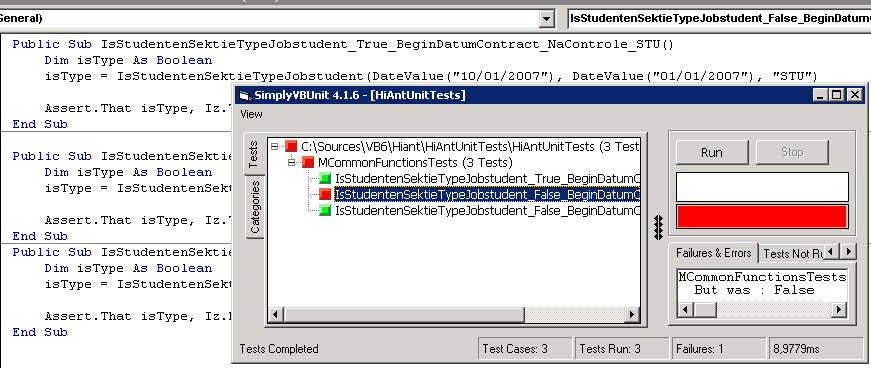 General)
IsStudentenSektieTypeJobstudent_False_BeginDatum
Public Sub IsStudentenSektieTypeJobstudent_True_BeginDatumContract_NaControle_STU()
Dim isType As Boolean
isType = IsStudentenSektieTypeJobstudent(DateValue("10/01/2007"), DateValue("01/01/2007"), "STU")
Assert.That isType, Iz.
End Sub
Public Sub IsStudentenSektie
Dim isType As Boolean
isType = IsStudentenSekt
Assert.That isType, Iz.
End Sub
Public Sub IsStudentenSektie
Dim isType As Boolean
isType = IsStudentenSekt
Assert.That isType, Iz.
End Sub
SimplyVBUnit 4.1.6 - [HiAntUnitTests]
View
Tests
Categories
C:\Sources\VB6\Hiant\HiAntUnitTests\HiAntUnitTests (3 Test
MCommonFunctionsTests (3 Tests)
IsStudentenSektieTypeJobstudent_True_BeginDatumC
IsStudentenSektieTypeJobstudent_False_BeginDatumC
IsStudentenSektieTypeJobstudent_False_BeginDatumC
Run
Stop
Failures & Errors
Tests Not Ru
MCommonFunctionsTests
But was : False
Tests Completed
Test Cases: 3
Tests Run: 3
Failures: 1
8,9779ms